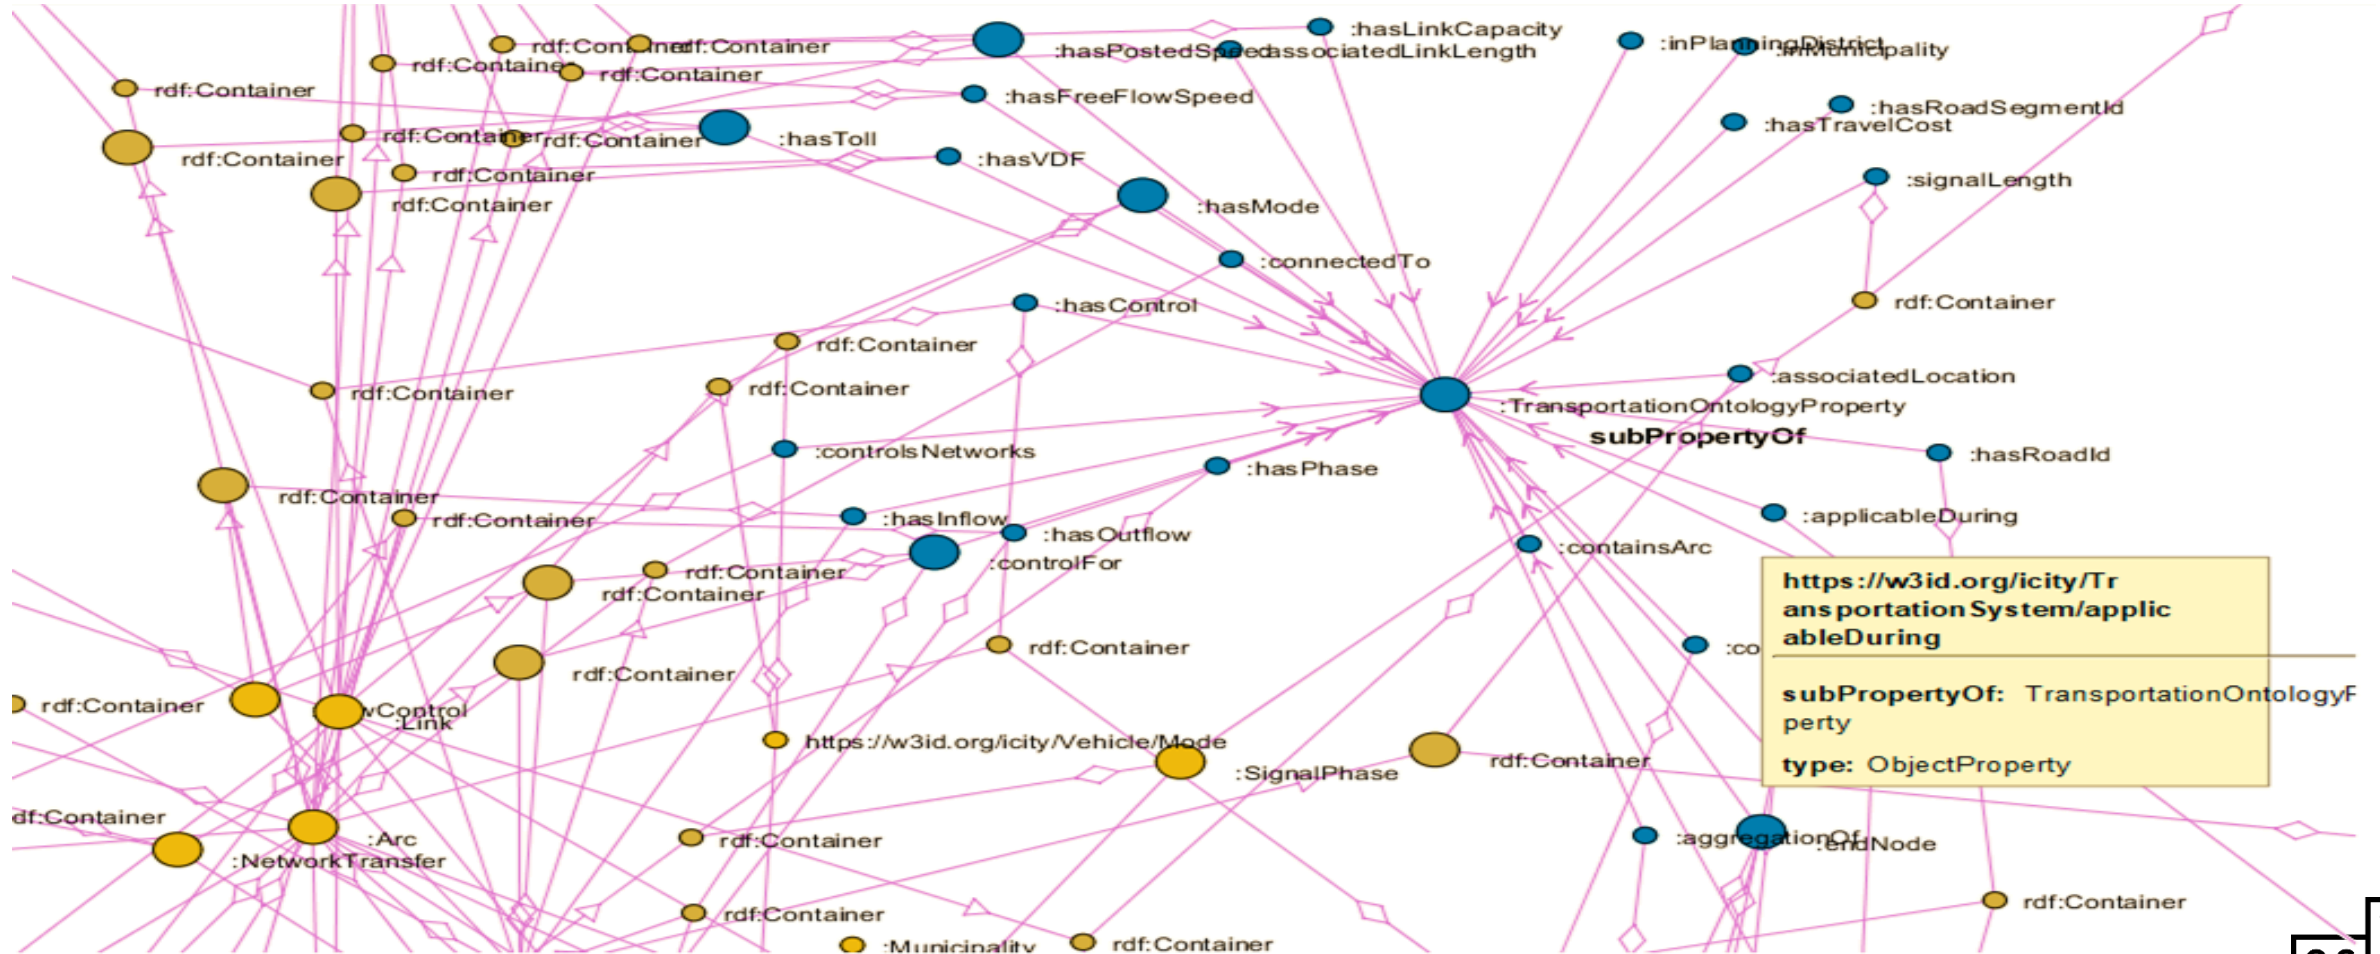 :hasLinkCapacity
:inPlanningDistrict
:inMunicipality
rdf:Container
rdf:Container
:hasPostedSpeed
:associatedLinkLength
rdf:Container
rdf:Container
rdf:Container
:hasFreeFlowSpeed
:hasRoadSegmentId
:hasTravelCost
rdf:Container
rdf:Container
:hasToll
rdf:Container
:hasVDF
rdf:Container
:signalLength
rdf:Container
:hasMode
:connectedTo
:hasControl
rdf:Container
rdf:Container
:associatedLocation
rdf:Container
rdf:Container
:TransportationOntologyProperty
subPropertyOf
:controlsNetworks
:hasRoadId
:hasPhase
rdf:Container
rdf:Container
:hasInflow
:applicableDuring
:hasOutflow
:containsArc
:controlFor
rdf:Container
rdf:Container
https://w3id.org/icity/Tr
ansportationSystem/applic
ableDuring
:co
subPropertyOf: TransportationOntologyP
perty
type: ObjectProperty
rdf:Container
rdf:Container
rdf:Container
wControl
:Link
https://w3id.org/icity/Vehicle/Mode
:SignalPhase
rdf:Container
df:Container
:Arc
rdf:Container
:aggregationOf
:endNode
:NetworkTransfer
rdf:Container
rdf:Container
:Municipality
rdf:Container